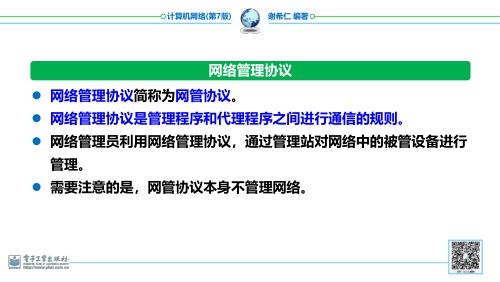 计算机网络(第7版)
谢希仁 编著
网络管理协议
网络管理协议简称为网管协议。
网络管理协议是管理程序和代理程序之间进行通信的规则。
网络管理员利用网络管理协议，通过管理站对网络中的被管设备进行
管理。
需要注意的是，网管协议本身不管理网络。
电子工业出版社
http://www.phei.com.cn